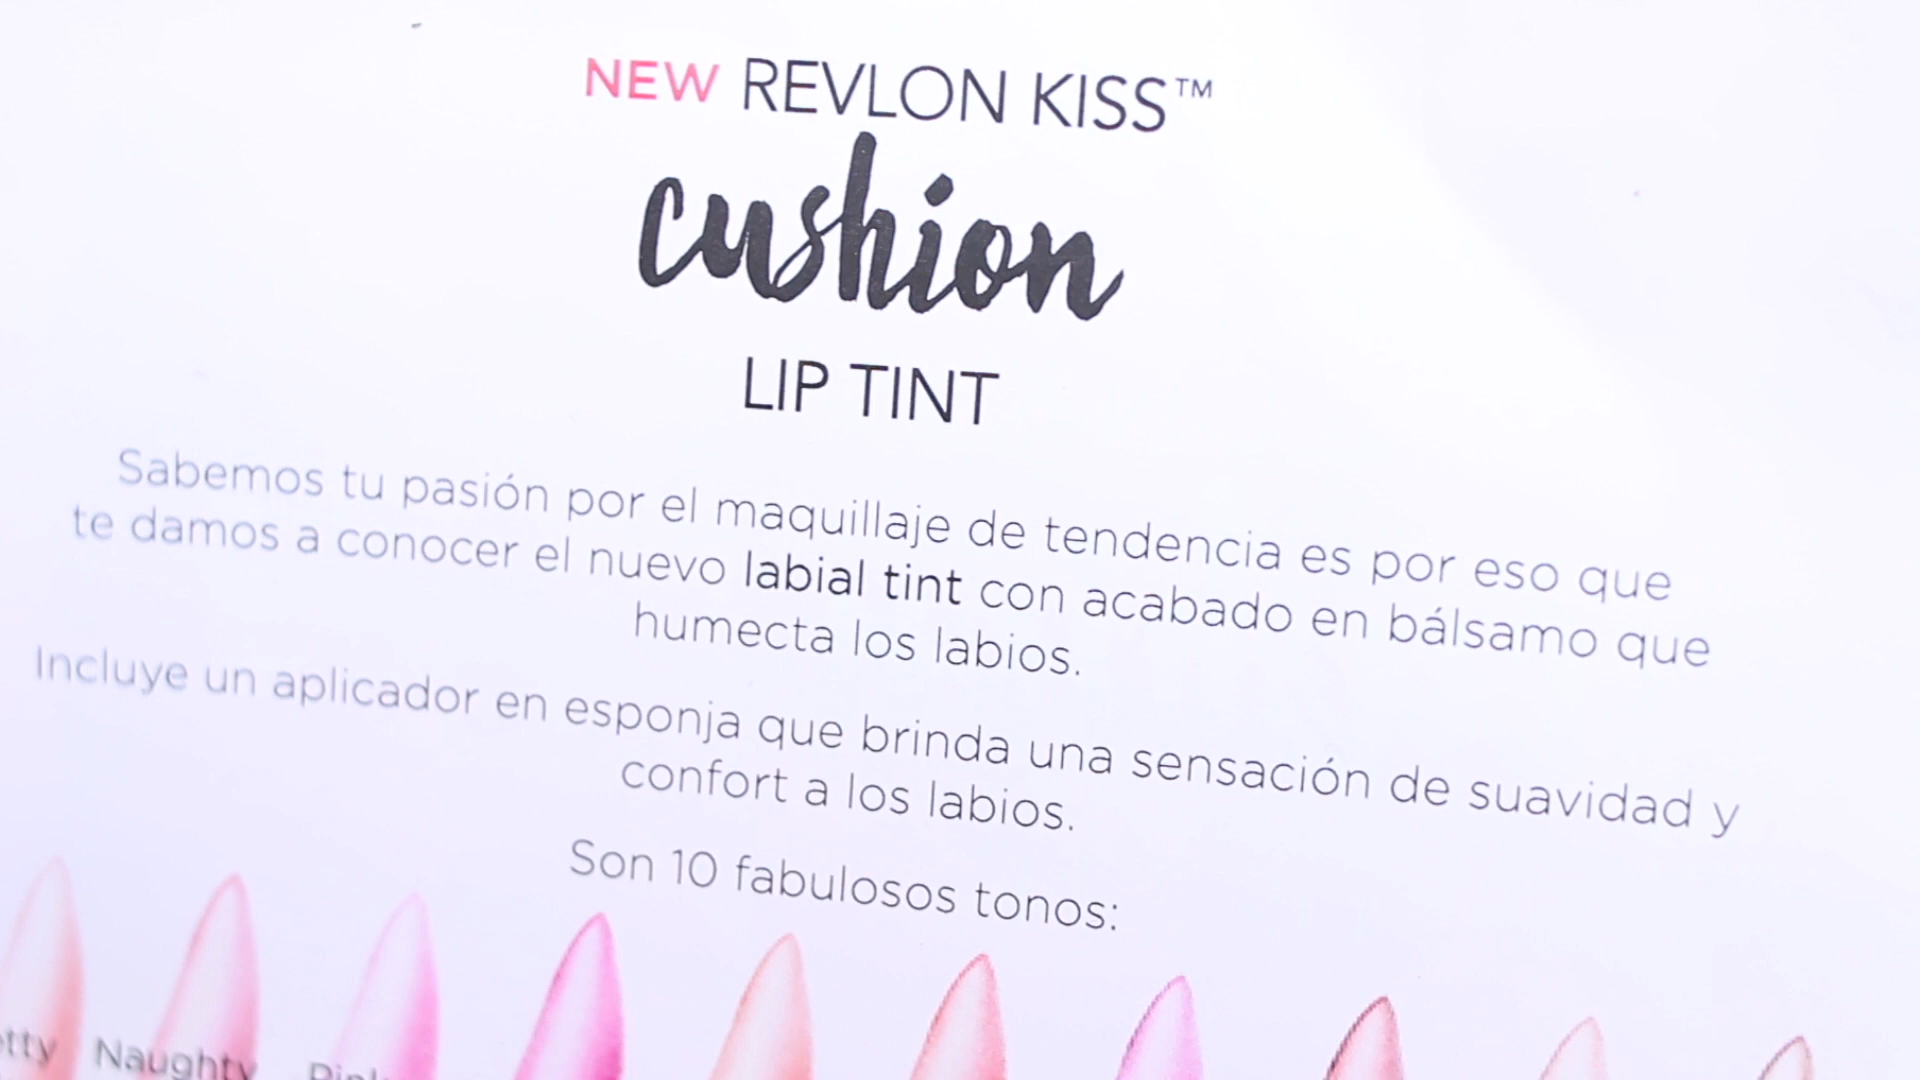 NEW REVLON KISS™
cushion
LIP TINT
Sabemos tu pasión por el maquillaje de tendencia es por eso que
te damos a conocer el nuevo labial tint con acabado en bálsamo que
humecta los labios.
Incluye un aplicador en esponja que brinda una sensación de suavidad y
confort a los labios.
Son 10 fabulosos tonos:
Naughty